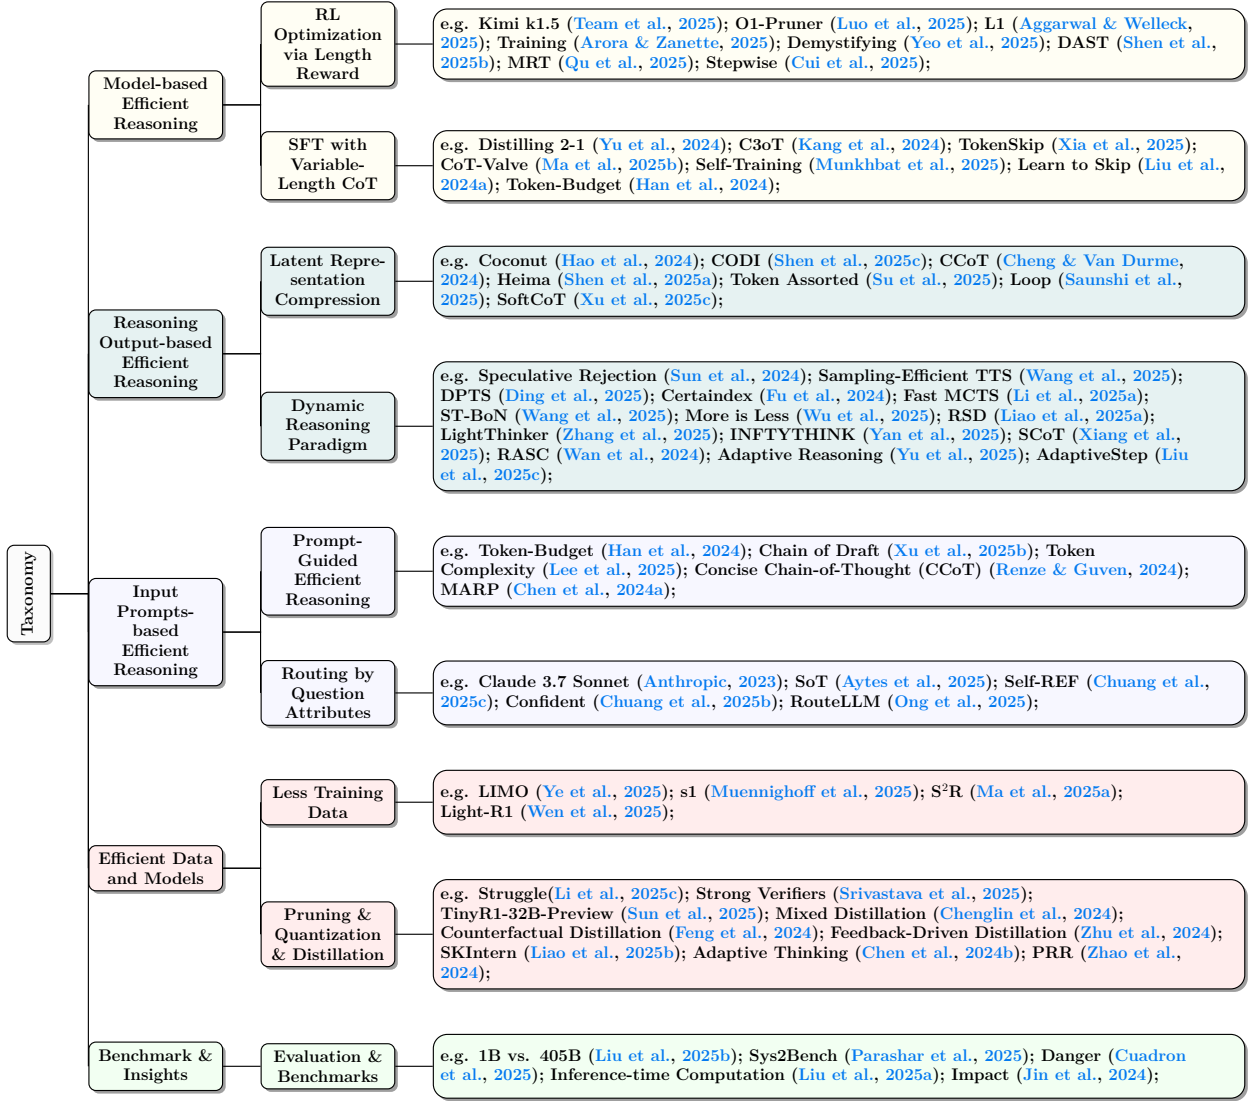 Taxonomy
Model-based
Efficient
Reasoning
RL
Optimization
via Length
Reward
e.g. Kimi k1.5 (Team et al., 2025); O1-Pruner (Luo et al., 2025); L1 (Aggarwal & Welleck,
2025); Training (Arora & Zanette, 2025); Demystifying (Yeo et al., 2025); DAST (Shen et al.,
2025b); MRT (Qu et al., 2025); Stepwise (Cui et al., 2025);
SFT with
Variable-
Length CoT
e.g. Distilling 2-1 (Yu et al., 2024); C3oT (Kang et al., 2024); TokenSkip (Xia et al., 2025);
CoT-Valve (Ma et al., 2025b); Self-Training (Munkhbat et al., 2025); Learn to Skip (Liu et al.,
2024a); Token-Budget (Han et al., 2024);
Reasoning
Output-based
Efficient
Reasoning
Latent Repre-
sentation
Compression
e.g. Coconut (Hao et al., 2024); CODI (Shen et al., 2025c); CCoT (Cheng & Van Durme,
2024); Heima (Shen et al., 2025a); Token Assorted (Su et al., 2025); Loop (Saunshi et al.,
2025); SoftCoT (Xu et al., 2025c);
Dynamic
Reasoning
Paradigm
e.g. Speculative Rejection (Sun et al., 2024); Sampling-Efficient TTS (Wang et al., 2025);
DPTS (Ding et al., 2025); Certaindex (Fu et al., 2024); Fast MCTS (Li et al., 2025a);
ST-BoN (Wang et al., 2025); More is Less (Wu et al., 2025); RSD (Liao et al., 2025a);
LightThinker (Zhang et al., 2025); INFTYTHINK (Yan et al., 2025); SCoT (Xiang et al.,
2025); RASC (Wan et al., 2024); Adaptive Reasoning (Yu et al., 2025); AdaptiveStep (Liu
et al., 2025c);
Input
Prompts-
based
Efficient
Reasoning
Prompt-
Guided
Efficient
Reasoning
e.g. Token-Budget (Han et al., 2024); Chain of Draft (Xu et al., 2025b); Token
Complexity (Lee et al., 2025); Concise Chain-of-Thought (CCoT) (Renze & Guven, 2024);
MARP (Chen et al., 2024a);
Routing by
Question
Attributes
e.g. Claude 3.7 Sonnet (Anthropic, 2023); SoT (Aytes et al., 2025); Self-REF (Chuang et al.,
2025c); Confident (Chuang et al., 2025b); RouteLLM (Ong et al., 2025);
Efficient Data
and Models
Less Training
Data
e.g. LIMO (Ye et al., 2025); s1 (Muennighoff et al., 2025); S²R (Ma et al., 2025a);
Light-R1 (Wen et al., 2025);
Pruning &
Quantization
& Distillation
e.g. Struggle(Li et al., 2025c); Strong Verifiers (Srivastava et al., 2025);
TinyR1-32B-Preview (Sun et al., 2025); Mixed Distillation (Chenglin et al., 2024);
Counterfactual Distillation (Feng et al., 2024); Feedback-Driven Distillation (Zhu et al., 2024);
SKIntern (Liao et al., 2025b); Adaptive Thinking (Chen et al., 2024b); PRR (Zhao et al.,
2024);
Benchmark &
Insights
Evaluation &
Benchmarks
e.g. 1B vs. 405B (Liu et al., 2025b); Sys2Bench (Parashar et al., 2025); Danger (Cuadron
et al., 2025); Inference-time Computation (Liu et al., 2025a); Impact (Jin et al., 2024);